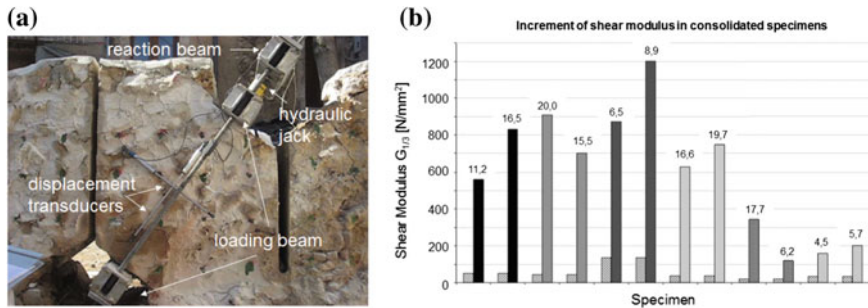 (a)
reaction beam
hydraulic
jack
displacement
transducers
loading beam
(b)
Increment of shear modulus in consolidated specimens
Shear Modulus G1/3 [N/mm²]
1200
1000
800
600
400
200
0
11,2
16,5
20,0
15,5
6,5
8,9
16,6
19,7
17,7
6,2
4,5
5,7
Specimen